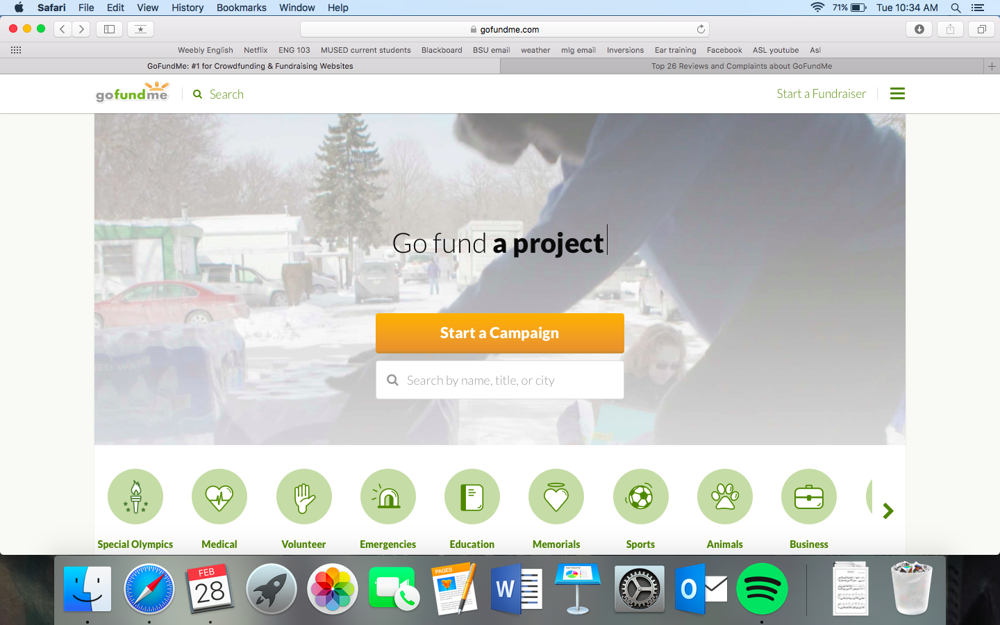 Safari File Edit View History Bookmarks Window Help 71% Tue 10:34 AM
gofundme.com
Weebly English Netflix ENG 103 MUSED current students Blackboard BSU email weather mlg email Inversions Ear training Facebook ASL youtube Asl
GoFundMe: #1 for Crowdfunding & Fundraising Websites Top 26 Reviews and Complaints about GoFundMe
gofundme Search Start a Fundraiser
Go fund a project
Start a Campaign
Search by name, title, or city
Special Olympics Medical Volunteer Emergencies Education Memorials Sports Animals Business
FEB
28
PAGES
W
KEYNOTE
O